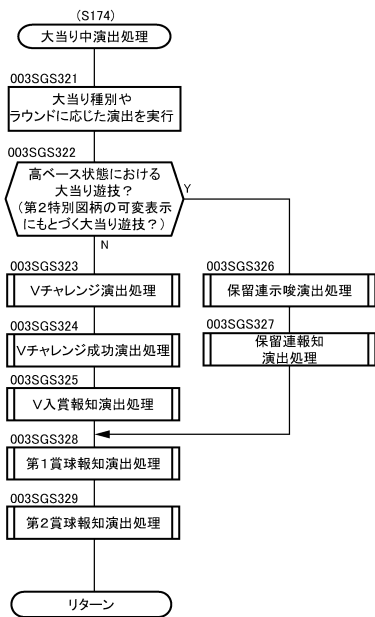 (S174)
大当り中演出処理
003SGS321
大当り種別や
ラウンドに応じた演出を実行
003SGS322
高ベース状態における
大当り遊技？
（第２特別図柄の可変表示
にもとづく大当り遊技？）
Y
N
003SGS323
Ｖチャレンジ演出処理
003SGS324
Ｖチャレンジ成功演出処理
003SGS325
Ｖ入賞報知演出処理
003SGS326
保留連示唆演出処理
003SGS327
保留連報知
演出処理
003SGS328
第１賞球報知演出処理
003SGS329
第２賞球報知演出処理
リターン